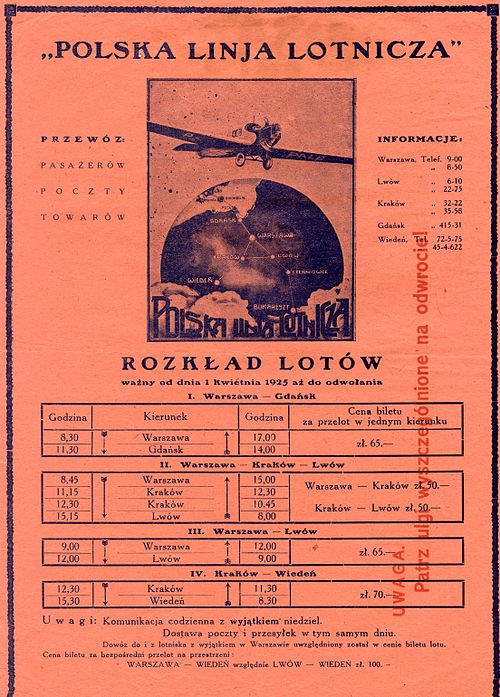 „POLSKA LINJA LOTNICZA”
PRZEWÓZ:
PASAŻERÓW
POCZTY
TOWARÓW
INFORMACJE:
Warszawa, Telef. 9-00
„ 8-50
Lwów „ 6-10
„ 22-75
Kraków „ 32-22
„ 35-58
Gdańsk „ 415-31
Wiedeń, Tel. 72-5-75
45-4-622
GDAŃSK
WARSZAWA
KRAKÓW
LWÓW
CZERNIOWCE
WIEDEŃ
BUKARESZT
POLSKA LINJA LOTNICZA
ROZKŁAD LOTÓW
ważny od dnia 1 kwietnia 1925 aż do odwołania
I. Warszawa — Gdańsk
Godzina Kierunek Godzina Cena biletu za przelot w jednym kierunku
8,30 Warszawa 17,00 zł. 65.—
11,30 Gdańsk 14,00
II. Warszawa — Kraków — Lwów
8,45 Warszawa 15,00 Warszawa — Kraków zł. 50.—
11,15 Kraków 12,30
12,30 Kraków 10.45 Kraków — Lwów zł. 50.—
15,15 Lwów 8,00
III. Warszawa — Lwów
9,00 Warszawa 12,00 zł. 65.—
12,00 Lwów 9.00
IV. Kraków — Wiedeń
12,30 Kraków 11,30 zł. 70.—
15,30 Wiedeń 8.30
Uwagi: Komunikacja codzienna z wyjątkiem niedziel.
Dostawa poczty i przesyłek w tym samym dniu.
Dowóz do i z lotniska z wyjątkiem w Warszawie uwzględniony został w cenie biletu lotu.
Cena biletu za bezpośredni przelot na przestrzeni:
WARSZAWA — WIEDEŃ względnie LWÓW — WIEDEŃ zł. 100. —
UWAGA.
Patrz ulgi wyszczególnione na odwrocie!